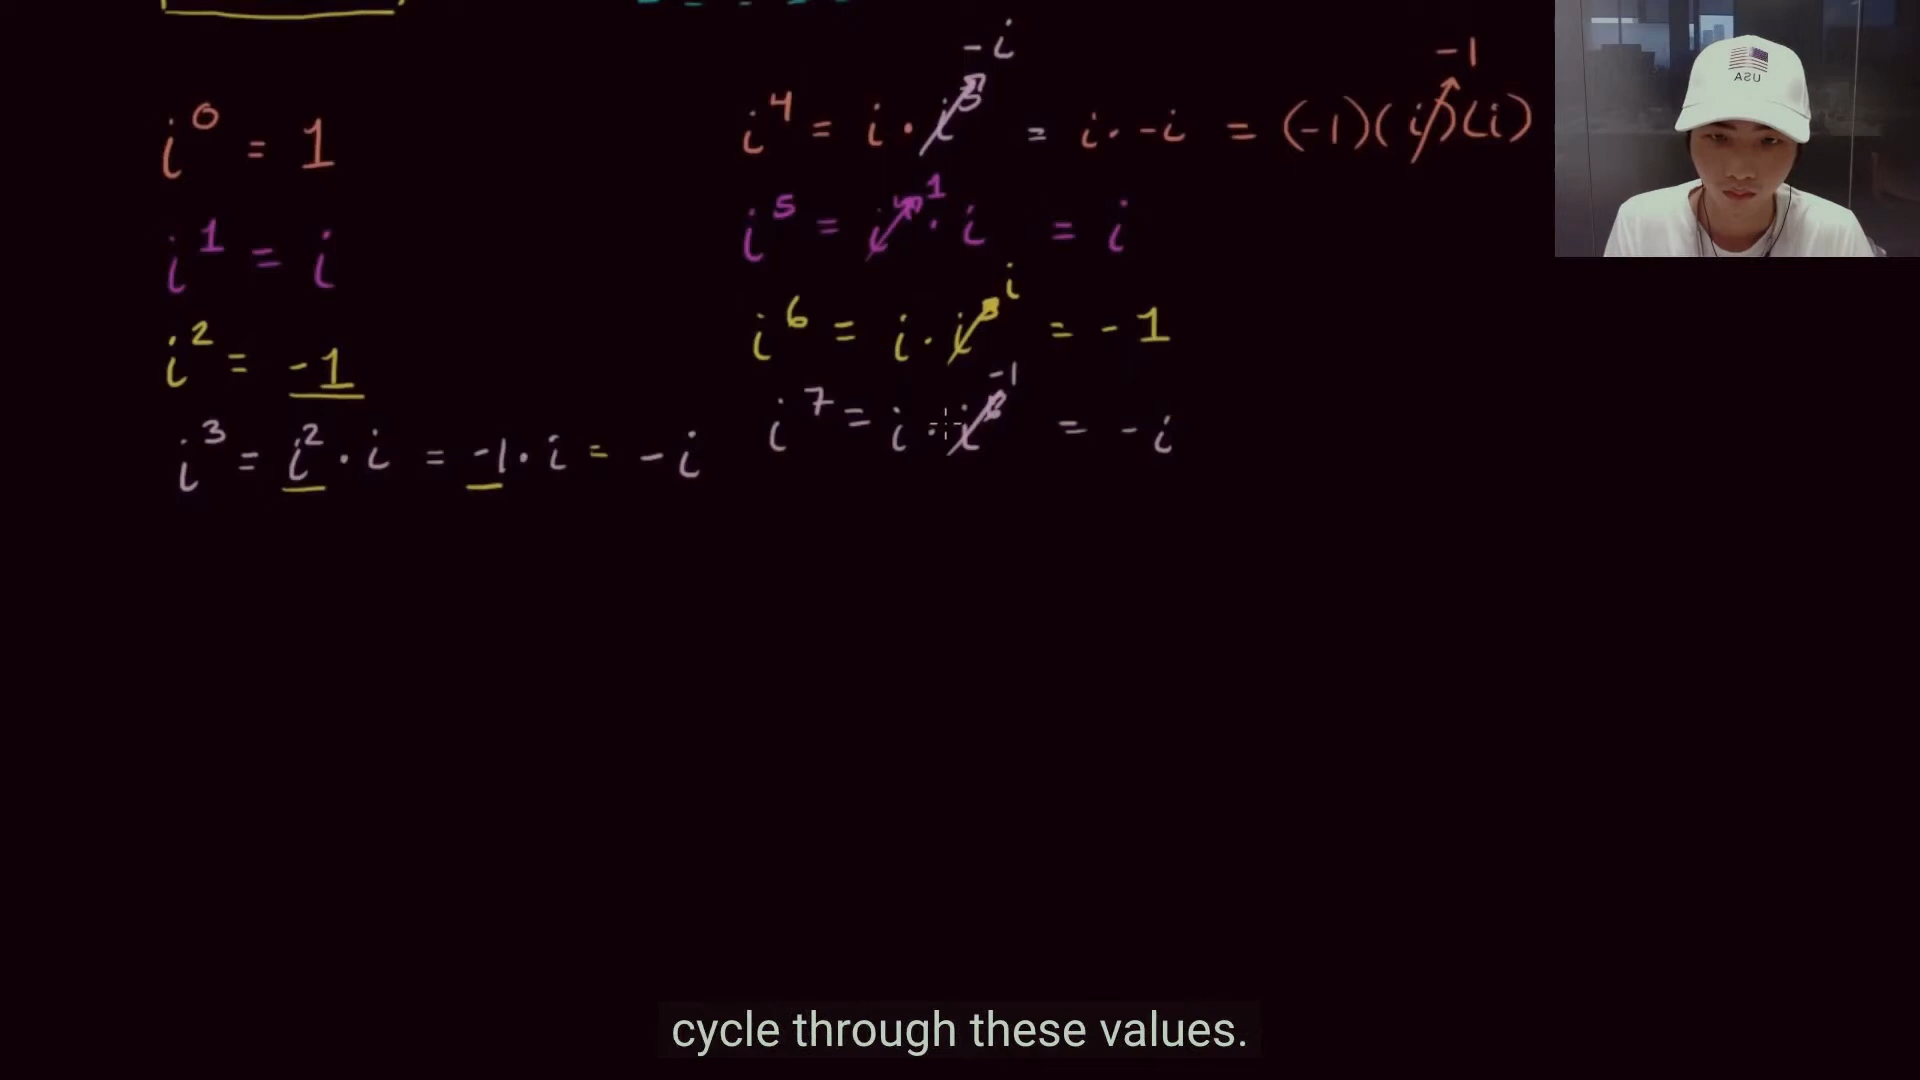 i⁰ = 1
i¹ = i
i² = -1
i³ = i² · i = -1 · i = -i
-i
-1
i⁴ = i · i³ = i · -i = (-1)(i)(i)
1
i⁵ = i⁴ · i = i
i
i⁶ = i · i⁵ = -1
-1
i⁷ = i · i⁶ = -i
USA
cycle through these values.